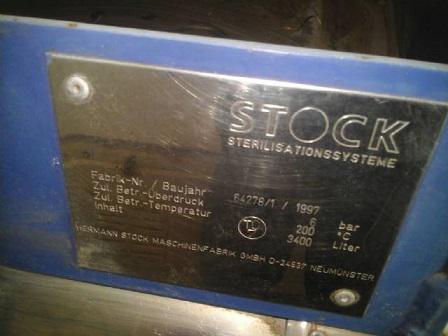 STOCK
STERILISATIONSSYSTEME
Fabrik-Nr / Baujahr 64278/1 / 1997
Zul. Betr.-Überdruck 6 bar
Zul. Betr.-Temperatur 200 °C
Inhalt 3400 Liter
HERMANN STOCK MASCHINENFABRIK GMBH D-24537 NEUMÜNSTER